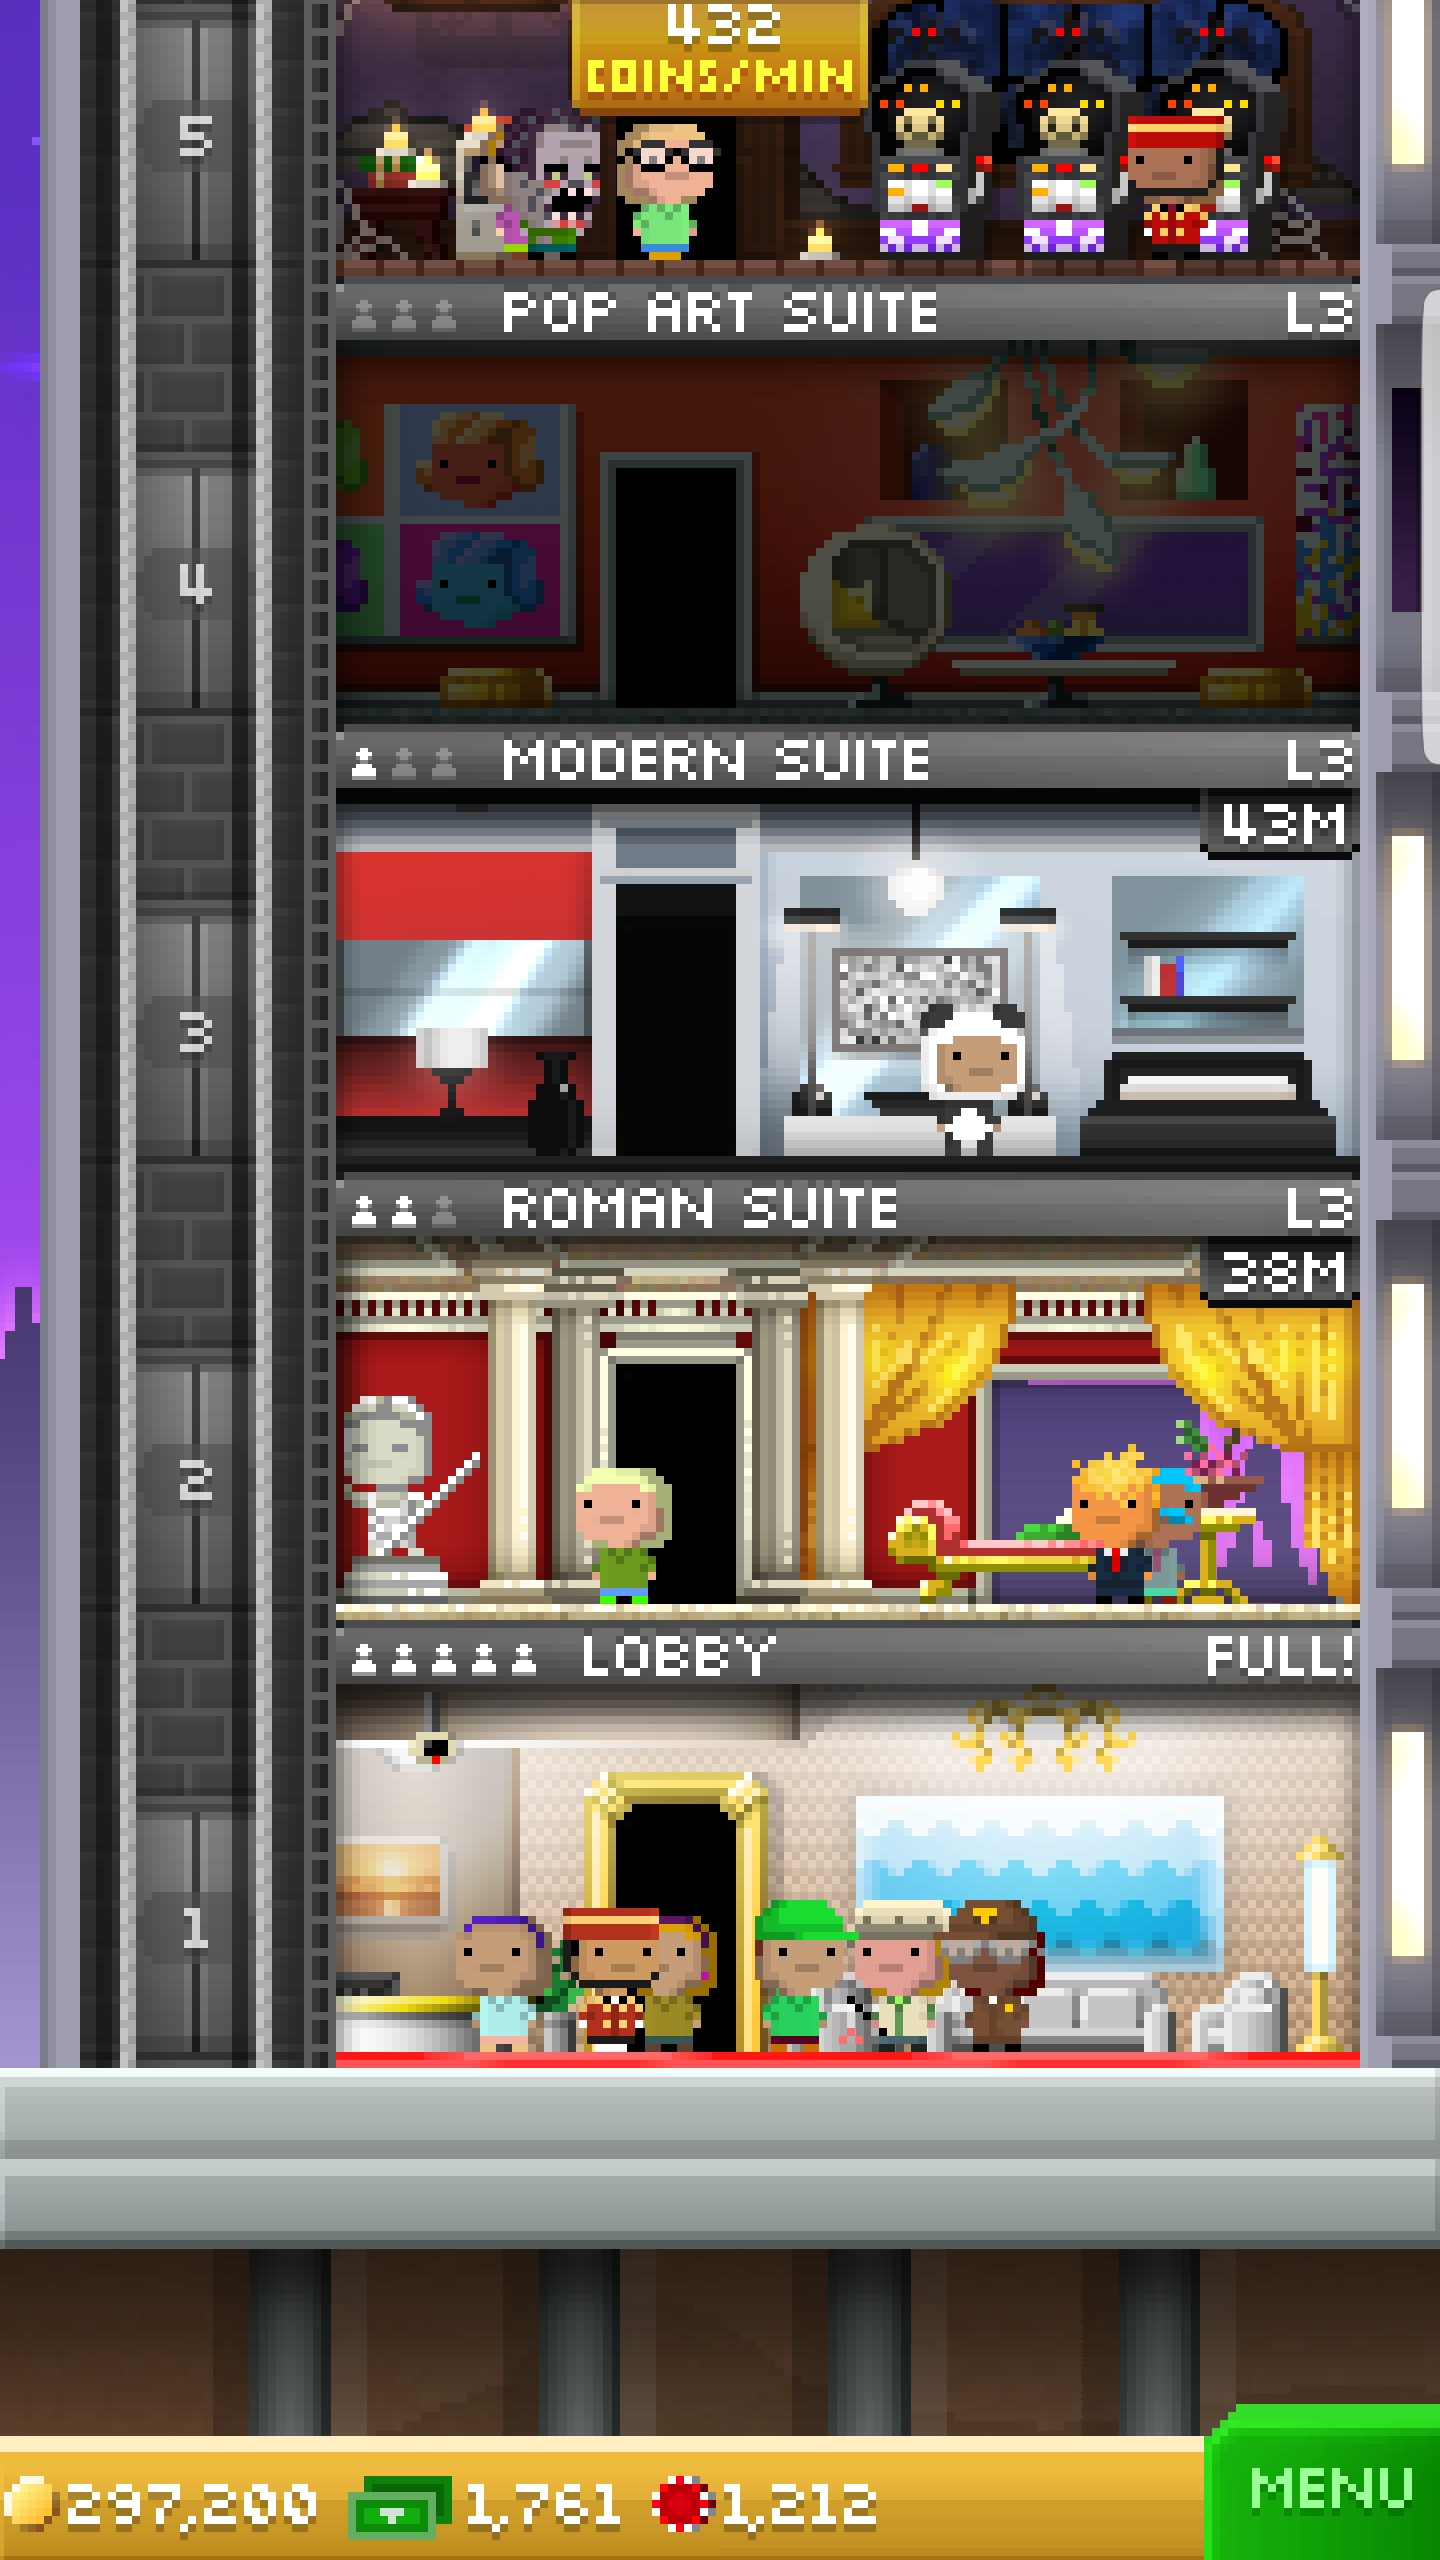 432
COINS/MIN
5
POP ART SUITE L3
4
MODERN SUITE L3
43M
3
ROMAN SUITE L3
38M
2
LOBBY FULL!
1
297,200 1,761 1,212
MENU